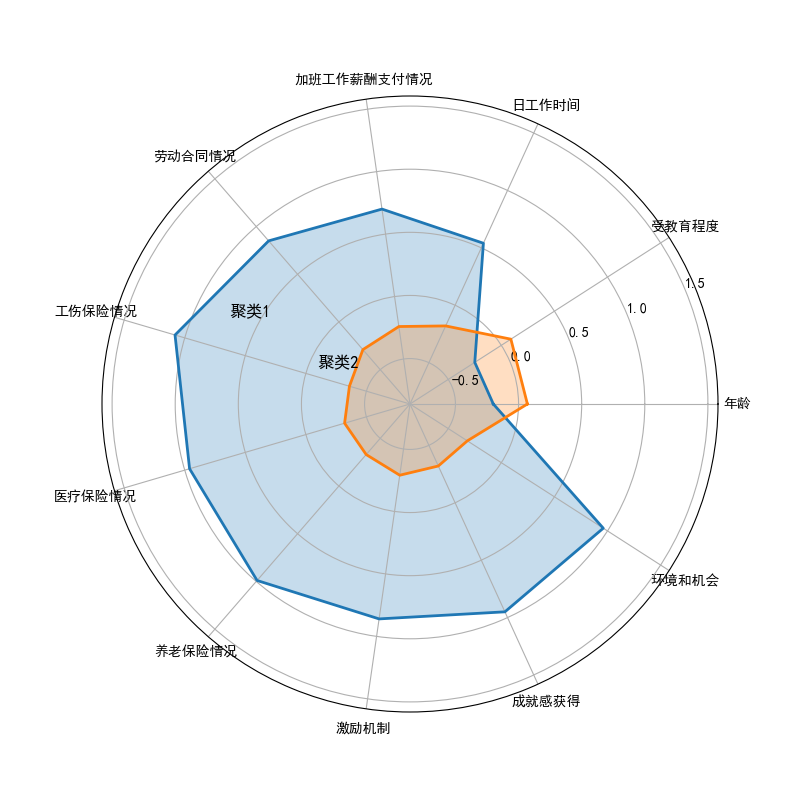 加班工作薪酬支付情况
日工作时间
劳动合同情况
受教育程度
1.5
工伤保险情况
聚类1
1.0
0.5
聚类2
0.0
-0.5
年龄
医疗保险情况
环境和机会
养老保险情况
成就感获得
激励机制